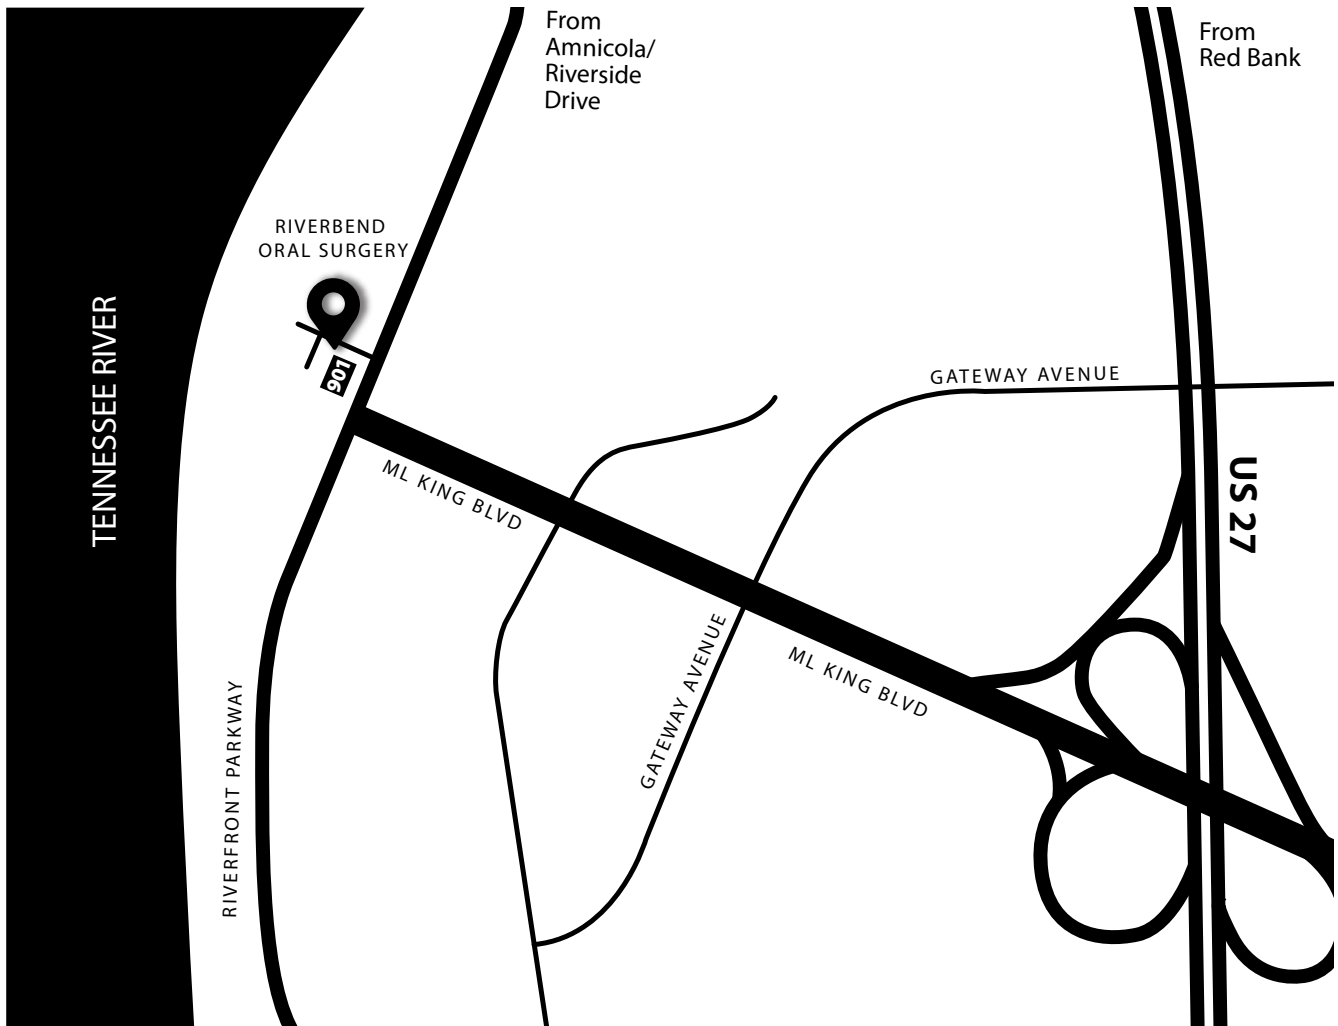 From
Amnicola/
Riverside
Drive
From
Red Bank
RIVERBEND
ORAL SURGERY
901
TENNESSEE RIVER
GATEWAY AVENUE
ML KING BLVD
US 27
GATEWAY AVENUE
ML KING BLVD
RIVERFRONT PARKWAY